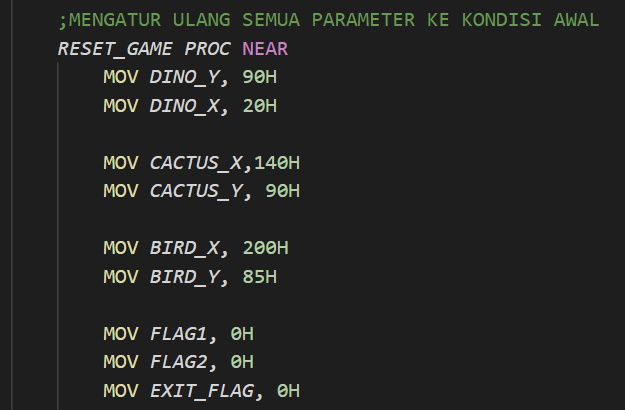 ;MENGATUR ULANG SEMUA PARAMETER KE KONDISI AWAL
RESET_GAME PROC NEAR
MOV DINO_Y, 90H
MOV DINO_X, 20H
MOV CACTUS_X,140H
MOV CACTUS_Y, 90H
MOV BIRD_X, 200H
MOV BIRD_Y, 85H
MOV FLAG1, 0H
MOV FLAG2, 0H
MOV EXIT_FLAG, 0H